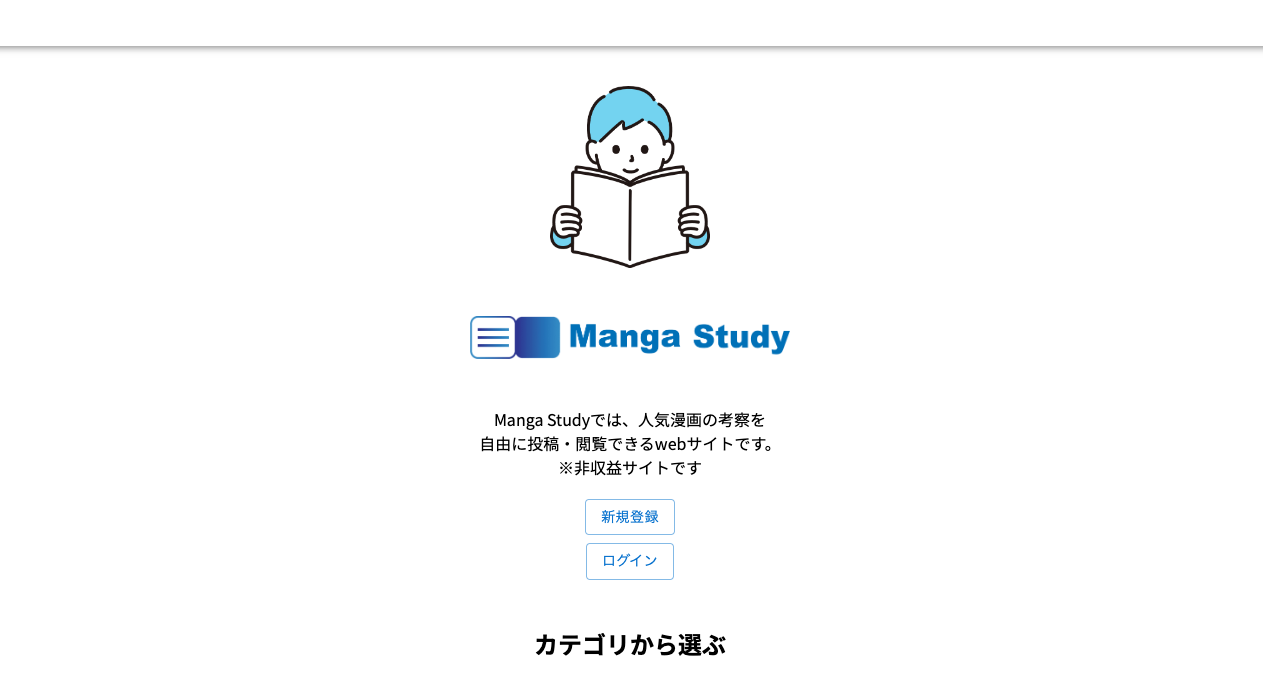 Manga Study
Manga Studyでは、人気漫画の考察を
自由に投稿・閲覧できるwebサイトです。
※非収益サイトです
新規登録
ログイン
カテゴリから選ぶ